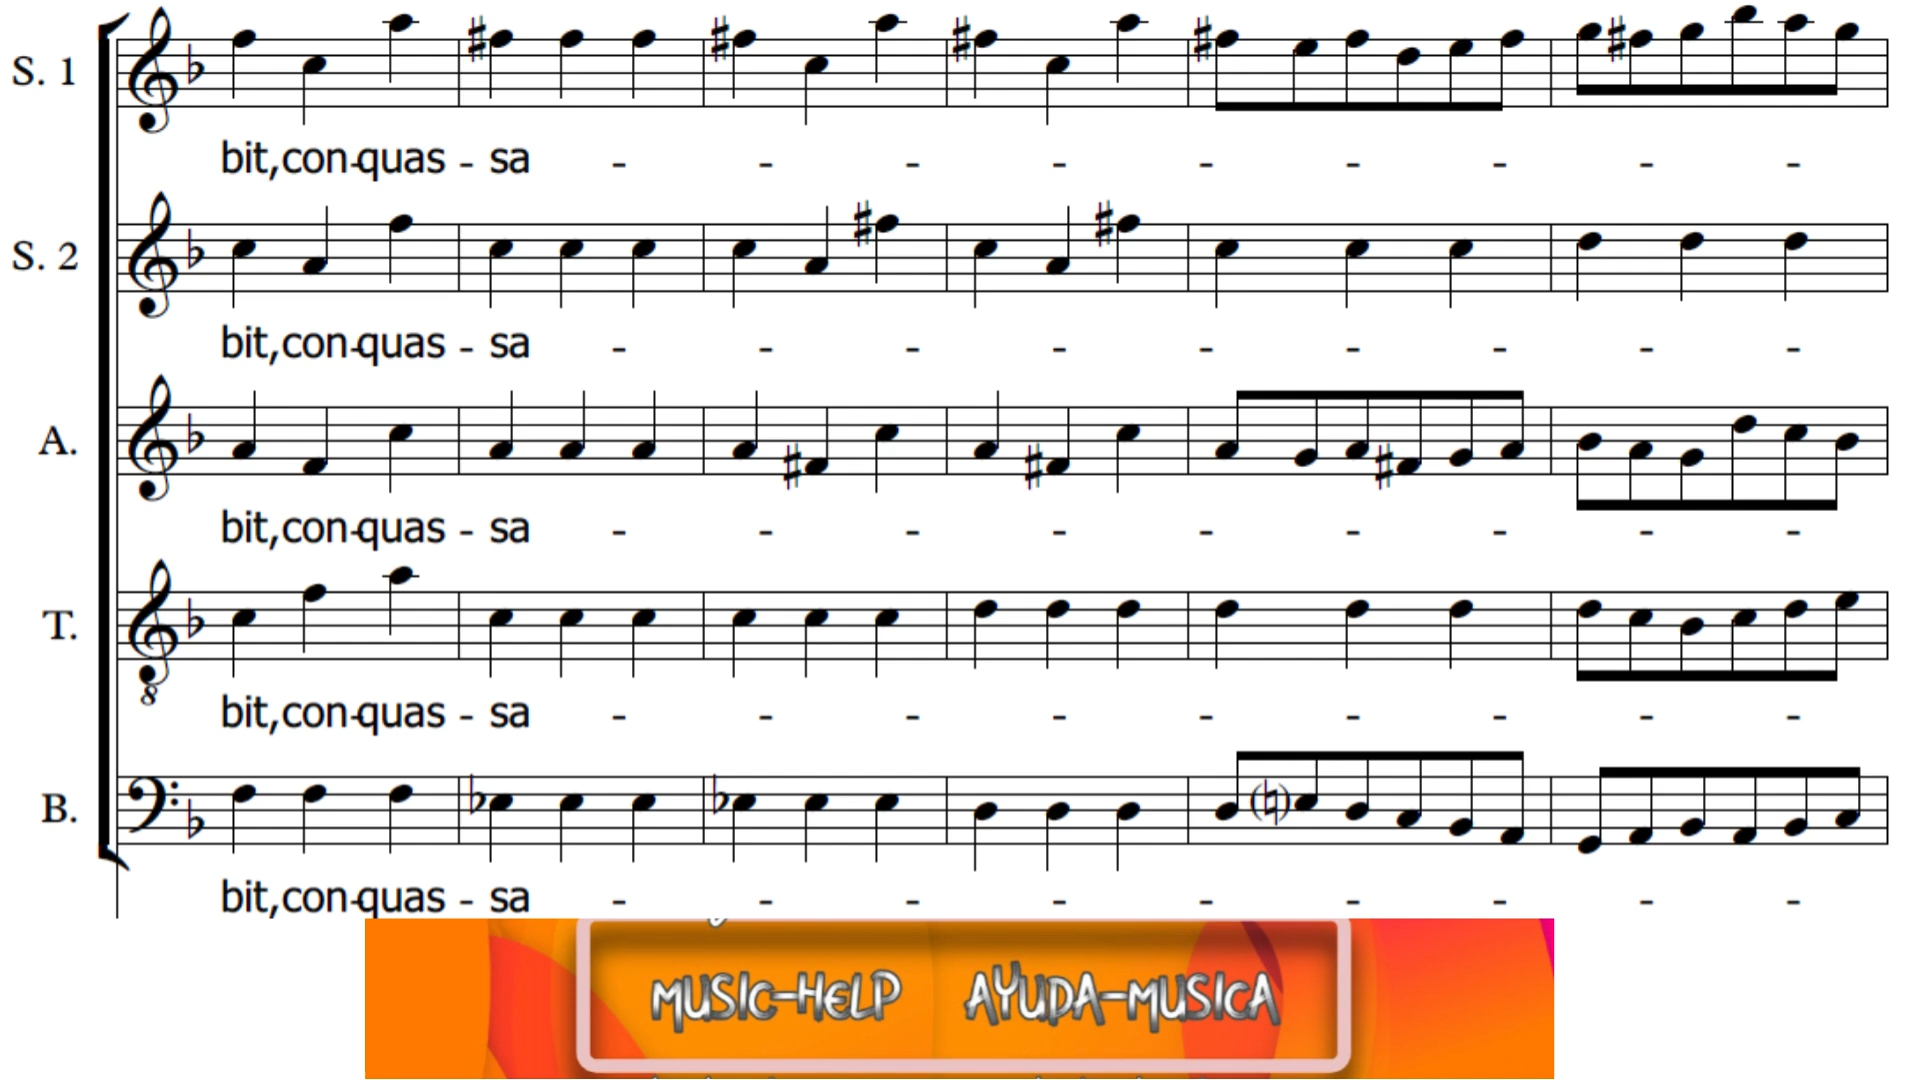 S. 1
bit,con-quas - sa - - - - - - - - -
S. 2
bit,con-quas - sa - - - - - - - - -
A.
bit,con-quas - sa - - - - - - - - -
T.
8
bit,con-quas - sa - - - - - - - - -
B.
bit,con-quas - sa - - - - - - - - -
MUSIC-HELP AYUDA-MUSICA